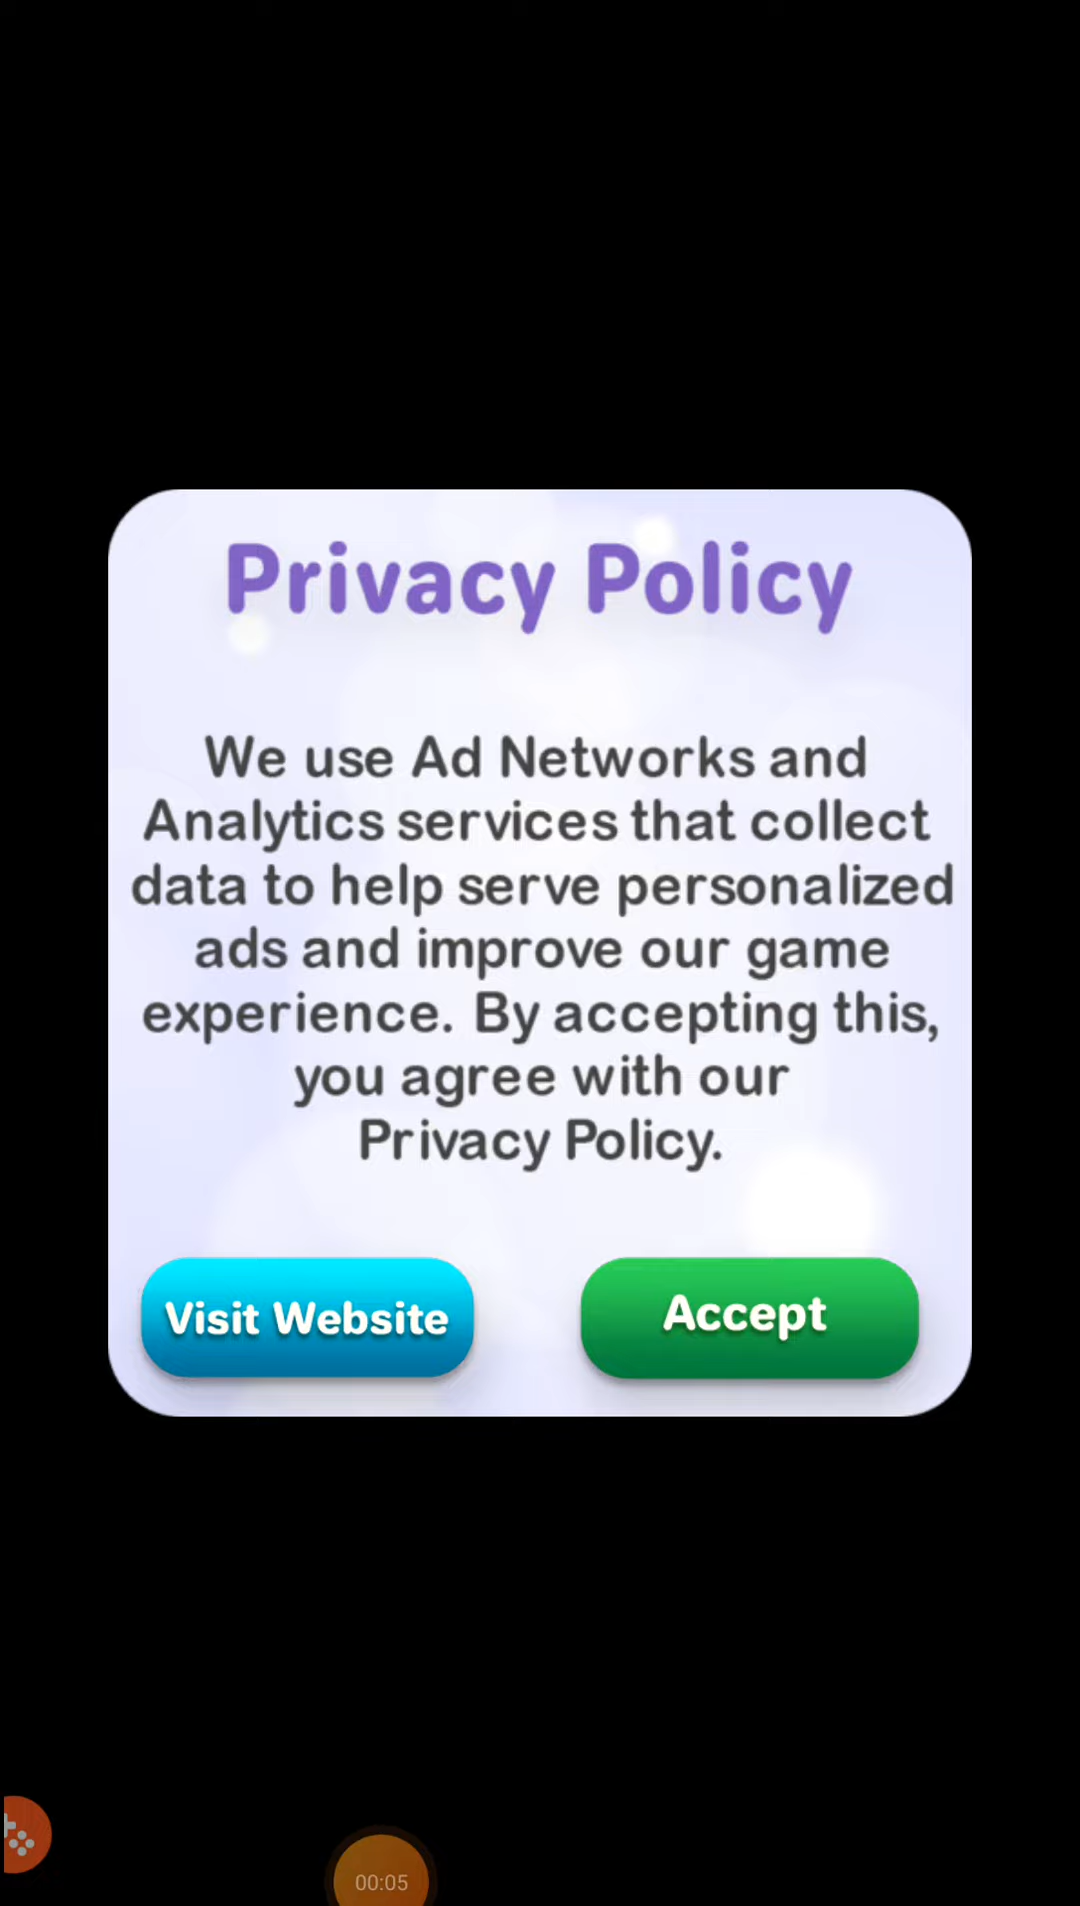 Privacy Policy
We use Ad Networks and
Analytics services that collect
data to help serve personalized
ads and improve our game
experience. By accepting this,
you agree with our
Privacy Policy.
Visit Website
Accept
00:05